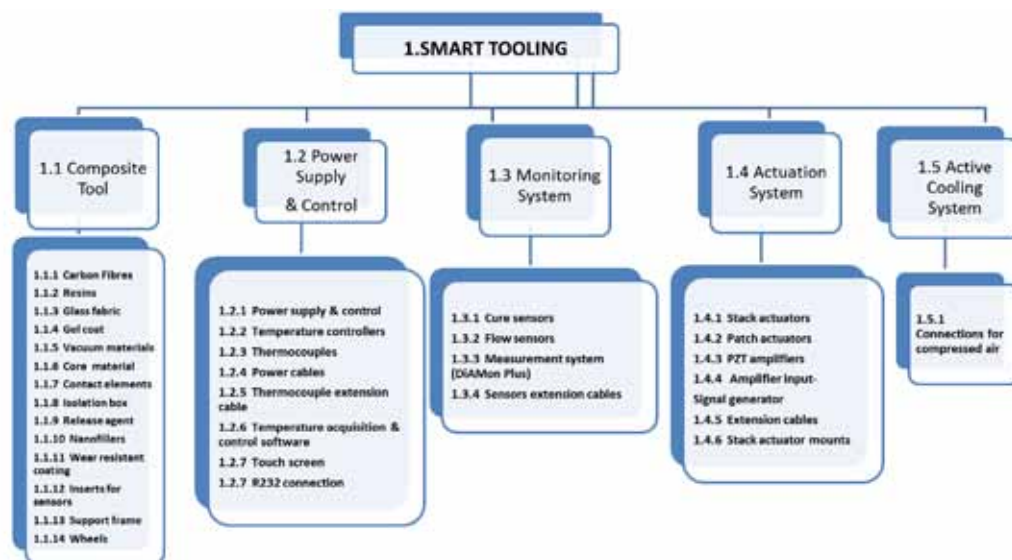 1.SMART TOOLING
1.1 Composite
Tool
1.1.1 Carbon Fibres
1.1.2 Resins
1.1.3 Glass fabric
1.1.4 Gel coat
1.1.5 Vacuum materials
1.1.6 Core material
1.1.7 Contact elements
1.1.8 Isolation box
1.1.9 Release agent
1.1.10 Nanofillers
1.1.11 Wear resistant
coating
1.1.12 Inserts for
sensors
1.1.13 Support frame
1.1.14 Wheels
1.2 Power
Supply
& Control
1.2.1 Power supply & control
1.2.2 Temperature controllers
1.2.3 Thermocouples
1.2.4 Power cables
1.2.5 Thermocouple extension
cable
1.2.6 Temperature acquisition &
control software
1.2.7 Touch screen
1.2.7 R232 connection
1.3 Monitoring
System
1.3.1 Cure sensors
1.3.2 Flow sensors
1.3.3 Measurement system
(DiAMon Plus)
1.3.4 Sensors extension cables
1.4 Actuation
System
1.4.1 Stack actuators
1.4.2 Patch actuators
1.4.3 PZT amplifiers
1.4.4 Amplifier input-
Signal generator
1.4.5 Extension cables
1.4.6 Stack actuator mounts
1.5 Active
Cooling
System
1.5.1
Connections for
compressed air